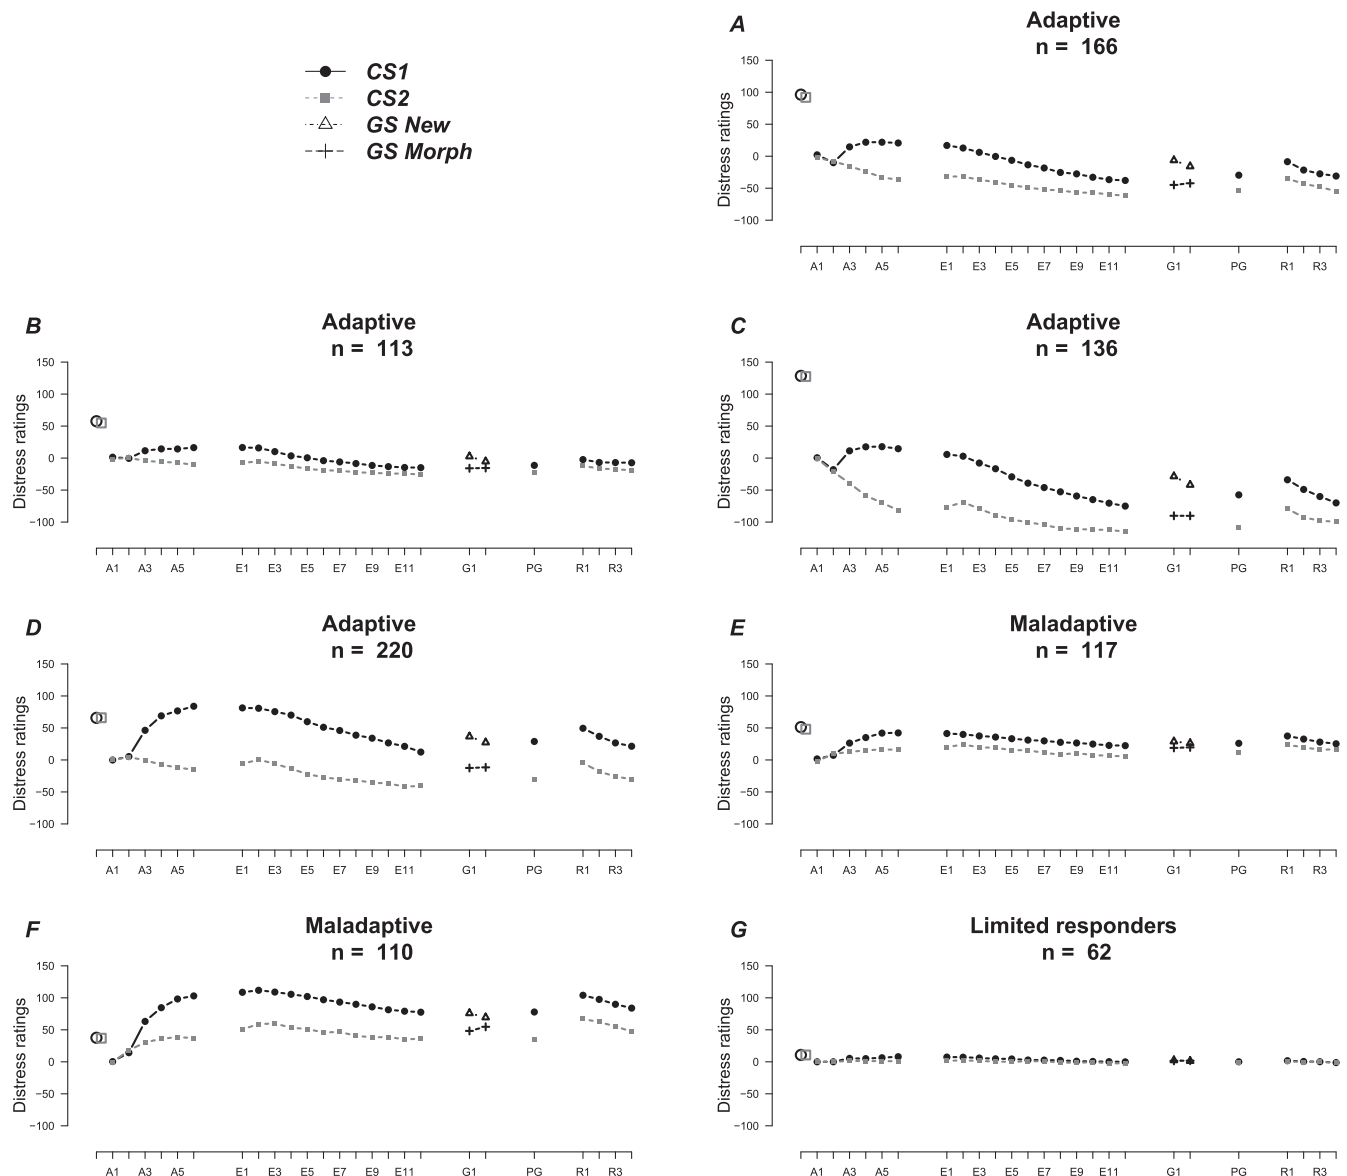 A
Adaptive
n = 166
CS1
CS2
GS New
GS Morph
Distress ratings
150
100
50
0
−50
−100
A1 A3 A5 E1 E3 E5 E7 E9 E11 G1 PG R1 R3
B
Adaptive
n = 113
Distress ratings
150
100
50
0
−50
−100
A1 A3 A5 E1 E3 E5 E7 E9 E11 G1 PG R1 R3
C
Adaptive
n = 136
Distress ratings
150
100
50
0
−50
−100
A1 A3 A5 E1 E3 E5 E7 E9 E11 G1 PG R1 R3
D
Adaptive
n = 220
Distress ratings
150
100
50
0
−50
−100
A1 A3 A5 E1 E3 E5 E7 E9 E11 G1 PG R1 R3
E
Maladaptive
n = 117
Distress ratings
150
100
50
0
−50
−100
A1 A3 A5 E1 E3 E5 E7 E9 E11 G1 PG R1 R3
F
Maladaptive
n = 110
Distress ratings
150
100
50
0
−50
−100
A1 A3 A5 E1 E3 E5 E7 E9 E11 G1 PG R1 R3
G
Limited responders
n = 62
Distress ratings
150
100
50
0
−50
−100
A1 A3 A5 E1 E3 E5 E7 E9 E11 G1 PG R1 R3